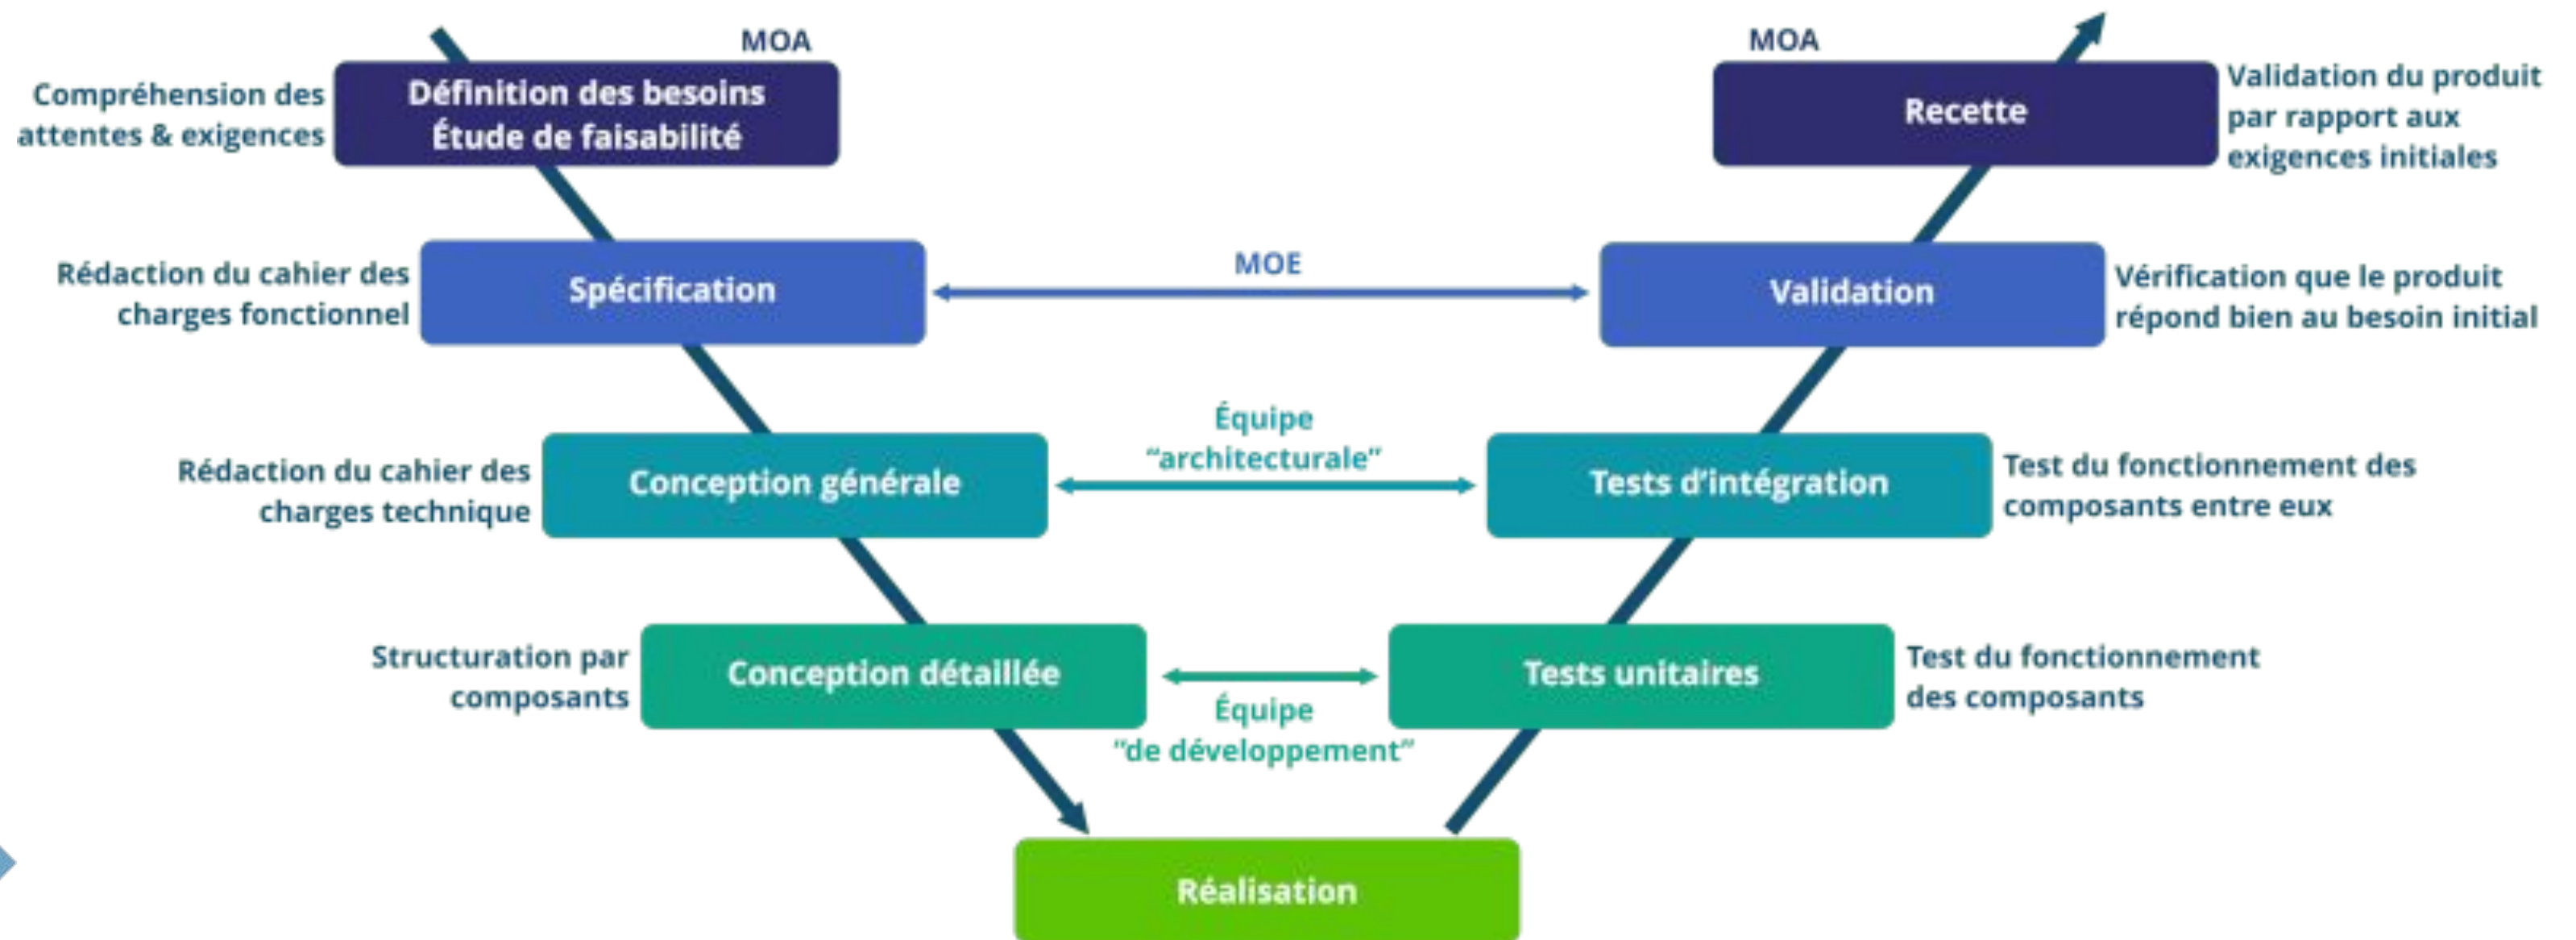 MOA
MOA
Compréhension des
attentes & exigences
Définition des besoins
Étude de faisabilité
Recette
Validation du produit
par rapport aux
exigences initiales
Rédaction du cahier des
charges fonctionnel
Spécification
MOE
Validation
Vérification que le produit
répond bien au besoin initial
Rédaction du cahier des
charges technique
Conception générale
Équipe
“architecturale”
Tests d’intégration
Test du fonctionnement des
composants entre eux
Structuration par
composants
Conception détaillée
Équipe
“de développement”
Tests unitaires
Test du fonctionnement
des composants
Réalisation